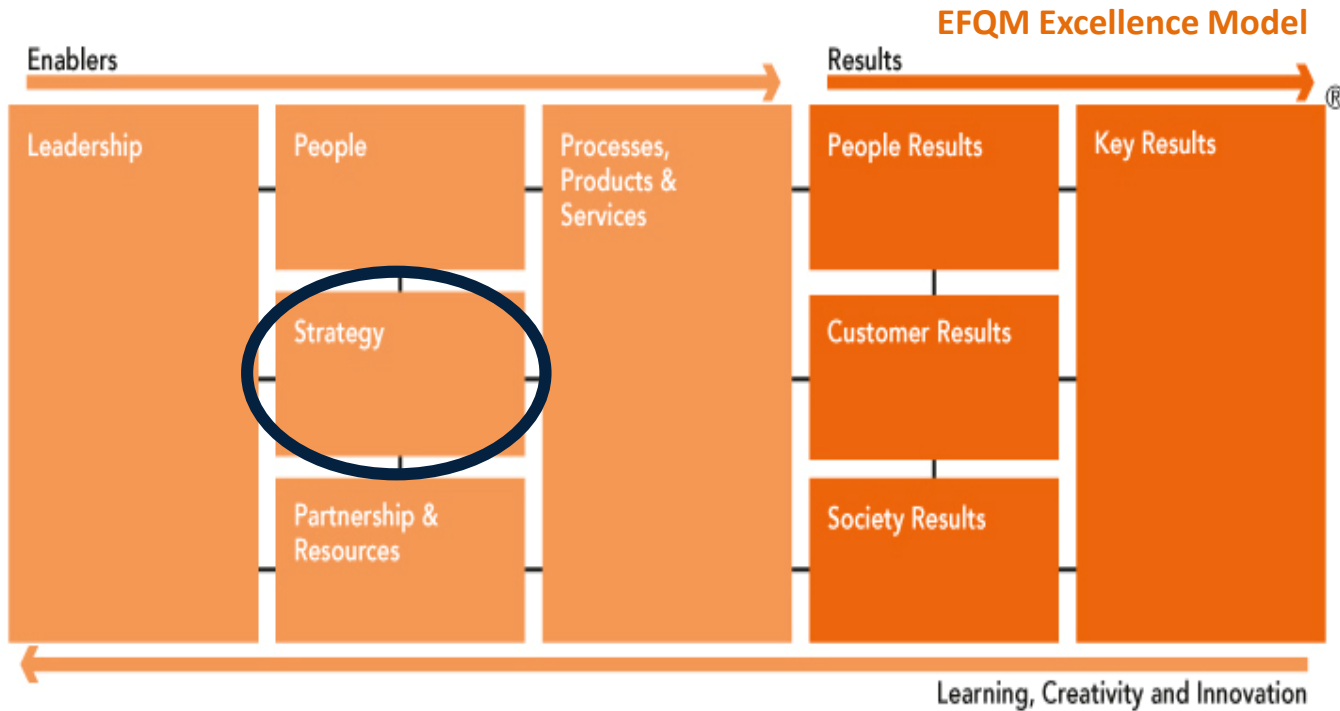 EFQM Excellence Model
Enablers
Results
®
Leadership
People
Processes,
Products &
Services
People Results
Key Results
Strategy
Customer Results
Partnership &
Resources
Society Results
Learning, Creativity and Innovation